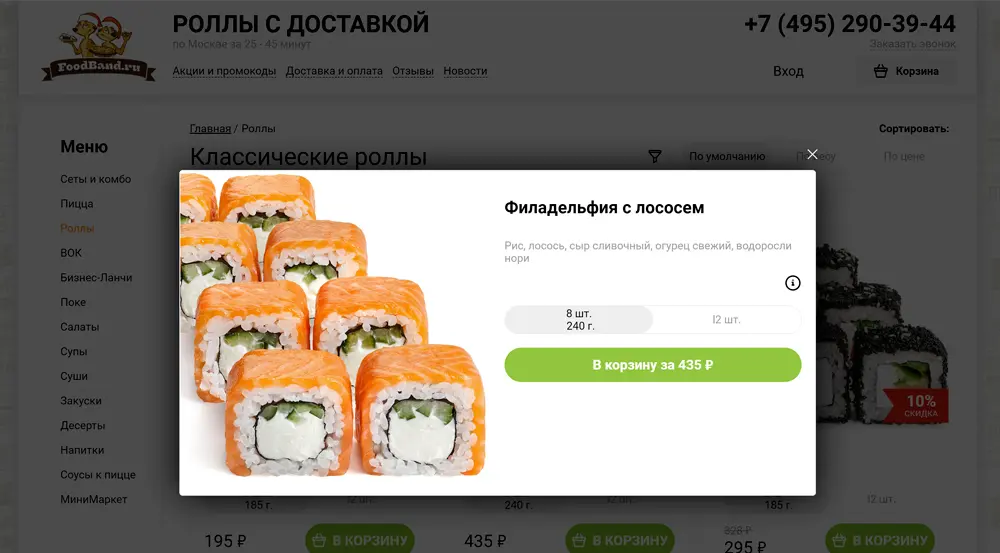 FoodBand.ru
РОЛЛЫ С ДОСТАВКОЙ
по Москве за 25 - 45 минут
+7 (495) 290-39-44
Заказать звонок
Акции и промокоды Доставка и оплата Отзывы Новости
Вход
Корзина
Меню
Сеты и комбо
Пицца
Роллы
ВОК
Бизнес-Ланчи
Поке
Салаты
Супы
Суши
Закуски
Десерты
Напитки
Соусы к пицце
МиниМаркет
Главная / Роллы
Сортировать:
Классические роллы
По умолчанию
По цене
Филадельфия с лососем
Рис, лосось, сыр сливочный, огурец свежий, водоросли
нори
8 шт.
240 г.
12 шт.
В корзину за 435 ₽
10%
СКИДКА
185 г.
240 г.
185 г.
12 шт.
195 ₽
В КОРЗИНУ
435 ₽
В КОРЗИНУ
328 ₽
295 ₽
В КОРЗИНУ